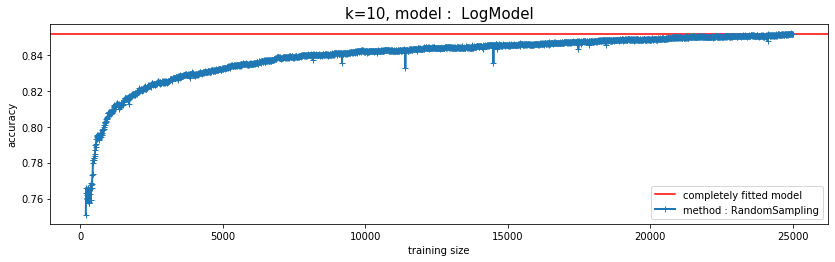 k=10, model :  LogModel
accuracy
0.84
0.82
0.80
0.78
0.76
0
5000
10000
15000
20000
25000
training size
completely fitted model
method : RandomSampling